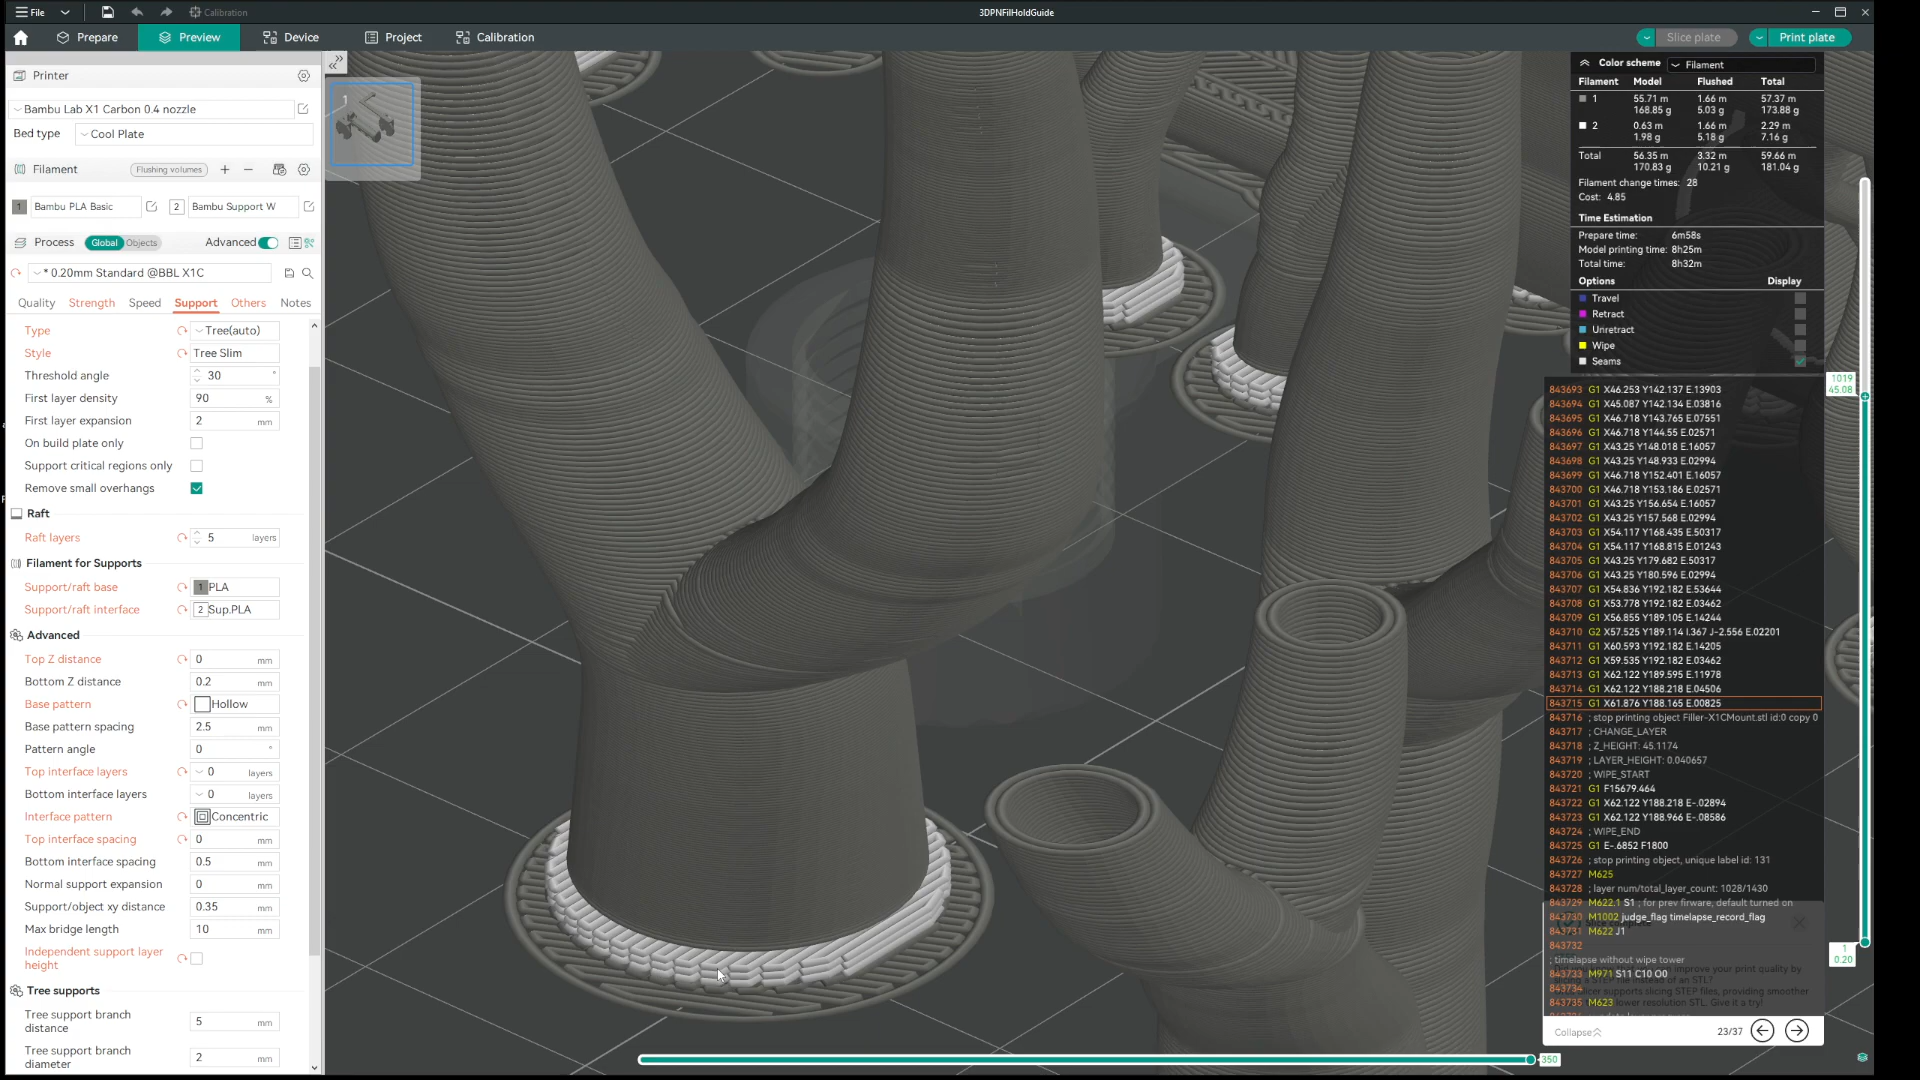 File
Calibration
3DPNFilHoldGuide
Prepare
Preview
Device
Project
Calibration
Slice plate
Print plate
Printer
Bambu Lab X1 Carbon 0.4 nozzle
Bed type
Cool Plate
Filament
Flushing volumes
1
Bambu PLA Basic
2
Bambu Support W
Process
Global
Objects
Advanced
* 0.20mm Standard @BBL X1C
Quality
Strength
Speed
Support
Others
Notes
Type
Tree(auto)
Style
Tree Slim
Threshold angle
30 °
First layer density
90 %
First layer expansion
2 mm
On build plate only
Support critical regions only
Remove small overhangs
Raft
Raft layers
5 layers
Filament for Supports
Support/raft base
1 PLA
Support/raft interface
2 Sup.PLA
Advanced
Top Z distance
0 mm
Bottom Z distance
0.2 mm
Base pattern
Hollow
Base pattern spacing
2.5 mm
Pattern angle
0 °
Top interface layers
0 layers
Bottom interface layers
0 layers
Interface pattern
Concentric
Top interface spacing
0 mm
Bottom interface spacing
0.5 mm
Normal support expansion
0 mm
Support/object xy distance
0.35 mm
Max bridge length
10 mm
Independent support layer
height
Tree supports
Tree support branch
distance
5 mm
Tree support branch
diameter
2 mm
1
Color scheme
Filament
Filament Model Flushed Total
1 55.71 m 1.66 m 57.37 m
168.85 g 5.03 g 173.88 g
2 0.63 m 1.66 m 2.29 m
1.98 g 5.18 g 7.16 g
Total 56.35 m 3.32 m 59.66 m
170.83 g 10.21 g 181.04 g
Filament change times: 28
Cost: 4.85
Time Estimation
Prepare time: 6m58s
Model printing time: 8h25m
Total time: 8h32m
Options Display
Travel
Retract
Unretract
Wipe
Seams
1019
45.08
843693 G1 X46.253 Y142.137 E.13903
843694 G1 X45.087 Y142.134 E.03816
843695 G1 X46.718 Y143.765 E.07551
843696 G1 X46.718 Y144.55 E.02571
843697 G1 X43.25 Y148.018 E.16057
843698 G1 X43.25 Y148.933 E.02994
843699 G1 X46.718 Y152.401 E.16057
843700 G1 X46.718 Y153.186 E.02571
843701 G1 X43.25 Y156.654 E.16057
843702 G1 X43.25 Y157.568 E.02994
843703 G1 X54.117 Y168.435 E.50317
843704 G1 X54.117 Y168.815 E.01243
843705 G1 X43.25 Y179.682 E.50317
843706 G1 X43.25 Y180.596 E.02994
843707 G1 X54.836 Y192.182 E.53644
843708 G1 X53.778 Y192.182 E.03462
843709 G1 X56.855 Y189.105 E.14244
843710 G2 X57.525 Y189.114 I.367 J-2.556 E.02201
843711 G1 X60.593 Y192.182 E.14205
843712 G1 X59.535 Y192.182 E.03462
843713 G1 X62.122 Y189.595 E.11978
843714 G1 X62.122 Y188.218 E.04506
843715 G1 X61.876 Y188.165 E.00825
843716 ; stop printing object Filler-X1CMount.stl id:0 copy 0
843717 ; CHANGE_LAYER
843718 ; Z_HEIGHT: 45.1174
843719 ; LAYER_HEIGHT: 0.040657
843720 ; WIPE_START
843721 G1 F15679.464
843722 G1 X62.122 Y188.218 E-.02894
843723 G1 X62.122 Y188.966 E-.08586
843724 ; WIPE_END
843725 G1 E-.6852 F1800
843726 ; stop printing object, unique label id: 131
843727 M625
843728 ; layer num/total_layer_count: 1028/1430
843729 M622.1 S1 ; for prev firware, default turned on
843730 M1002 judge_flag timelapse_record_flag
843731 M622 J1
843732
; timelapse without wipe tower
843733 M971 S11 C10 O0
improve your print quality by
843734
supports slicing STEP files, providing smoother
843735 M623
lower resolution STL. Give it a try!
1
0.20
Collapse
23/37
350